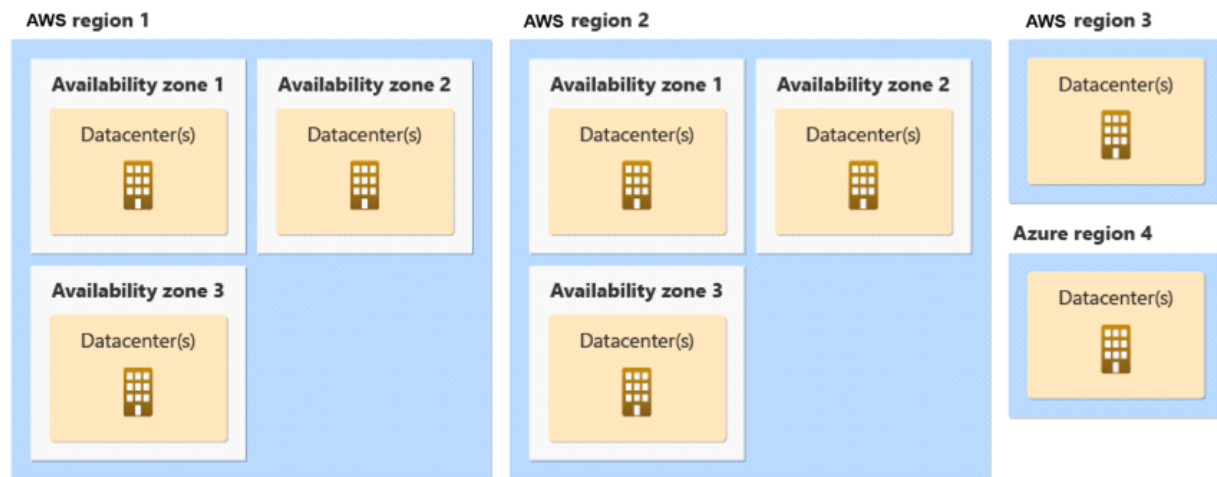 AWS region 1
Availability zone 1
Datacenter(s)
Availability zone 2
Datacenter(s)
Availability zone 3
Datacenter(s)
AWS region 2
Availability zone 1
Datacenter(s)
Availability zone 2
Datacenter(s)
Availability zone 3
Datacenter(s)
AWS region 3
Datacenter(s)
Azure region 4
Datacenter(s)